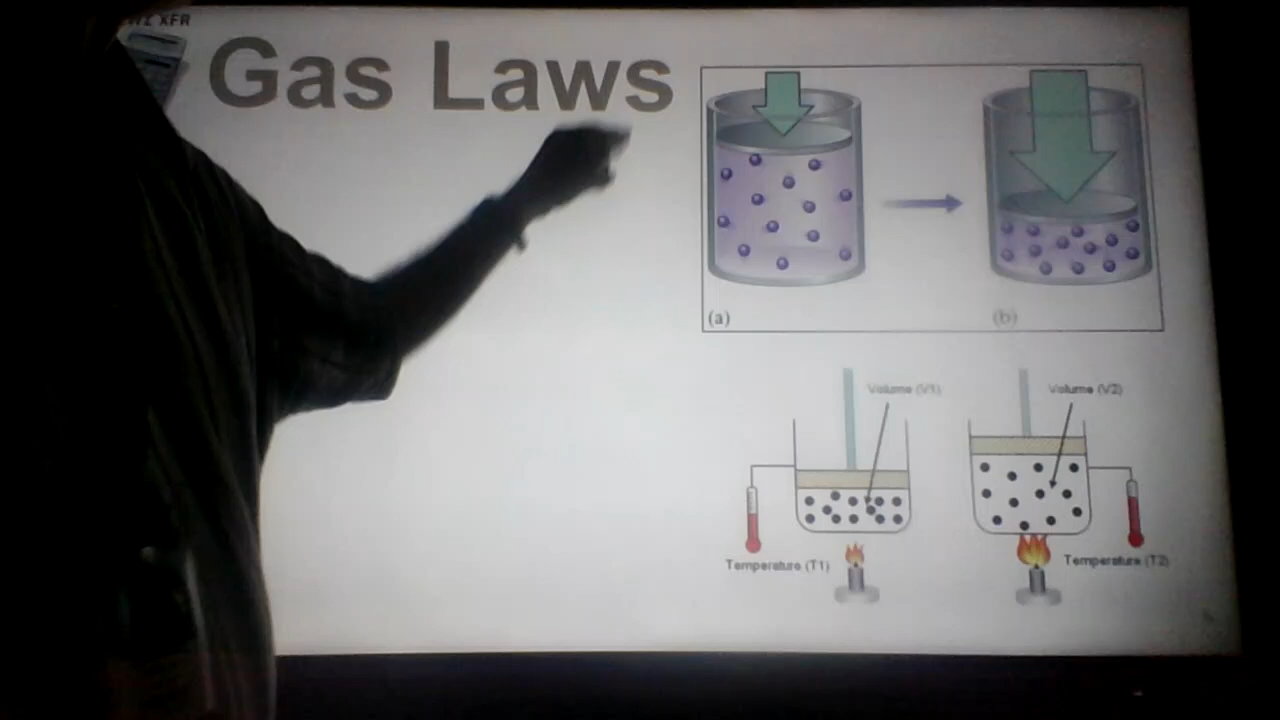 Gas Laws
(a)
(b)
Volume (V1)
Volume (V2)
Temperature (T1)
Temperature (T2)